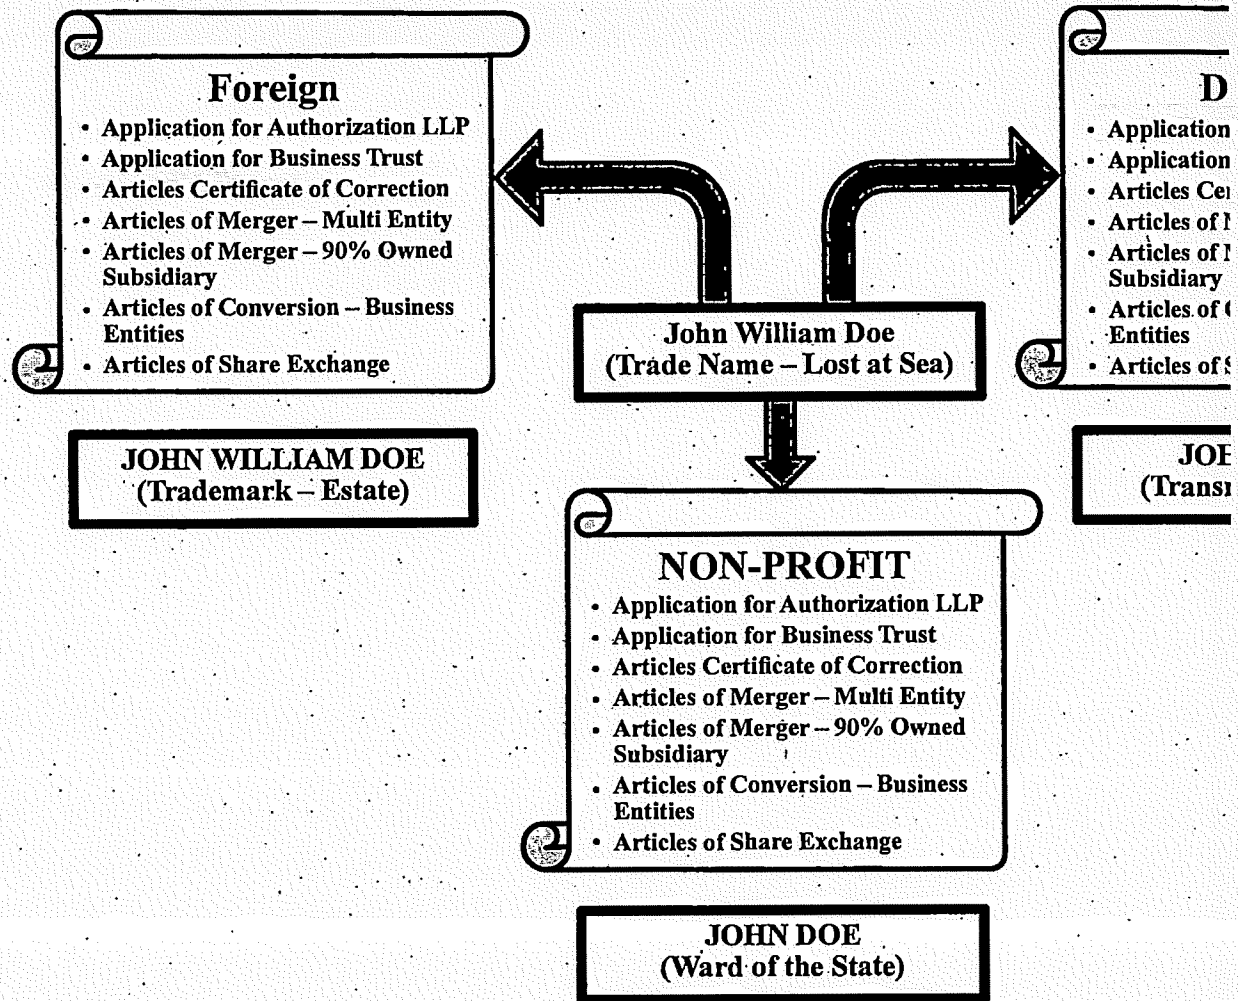 Foreign
• Application for Authorization LLP
• Application for Business Trust
• Articles Certificate of Correction
• Articles of Merger – Multi Entity
• Articles of Merger – 90% Owned
Subsidiary
• Articles of Conversion – Business
Entities
• Articles of Share Exchange
JOHN WILLIAM DOE
(Trademark – Estate)
John William Doe
(Trade Name – Lost at Sea)
D
• Application
• Application
• Articles
• Articles of
• Articles of
Subsidiary
• Articles of
Entities
• Articles of
NON-PROFIT
• Application for Authorization LLP
• Application for Business Trust
• Articles Certificate of Correction
• Articles of Merger – Multi Entity
• Articles of Merger – 90% Owned
Subsidiary
• Articles of Conversion – Business
Entities
• Articles of Share Exchange
JOHN DOE
(Ward of the State)